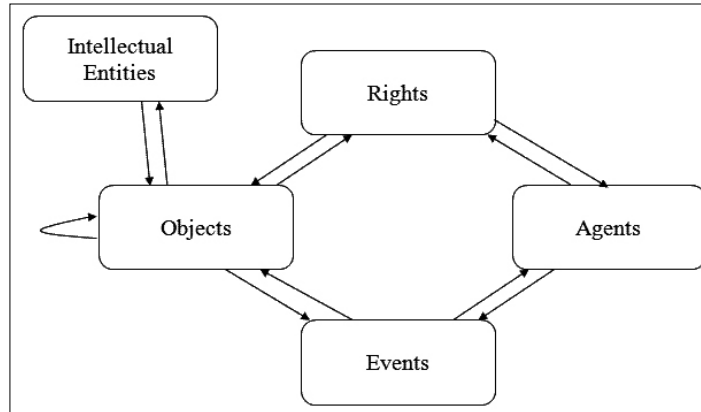 Intellectual
Entities
Rights
Objects
Agents
Events